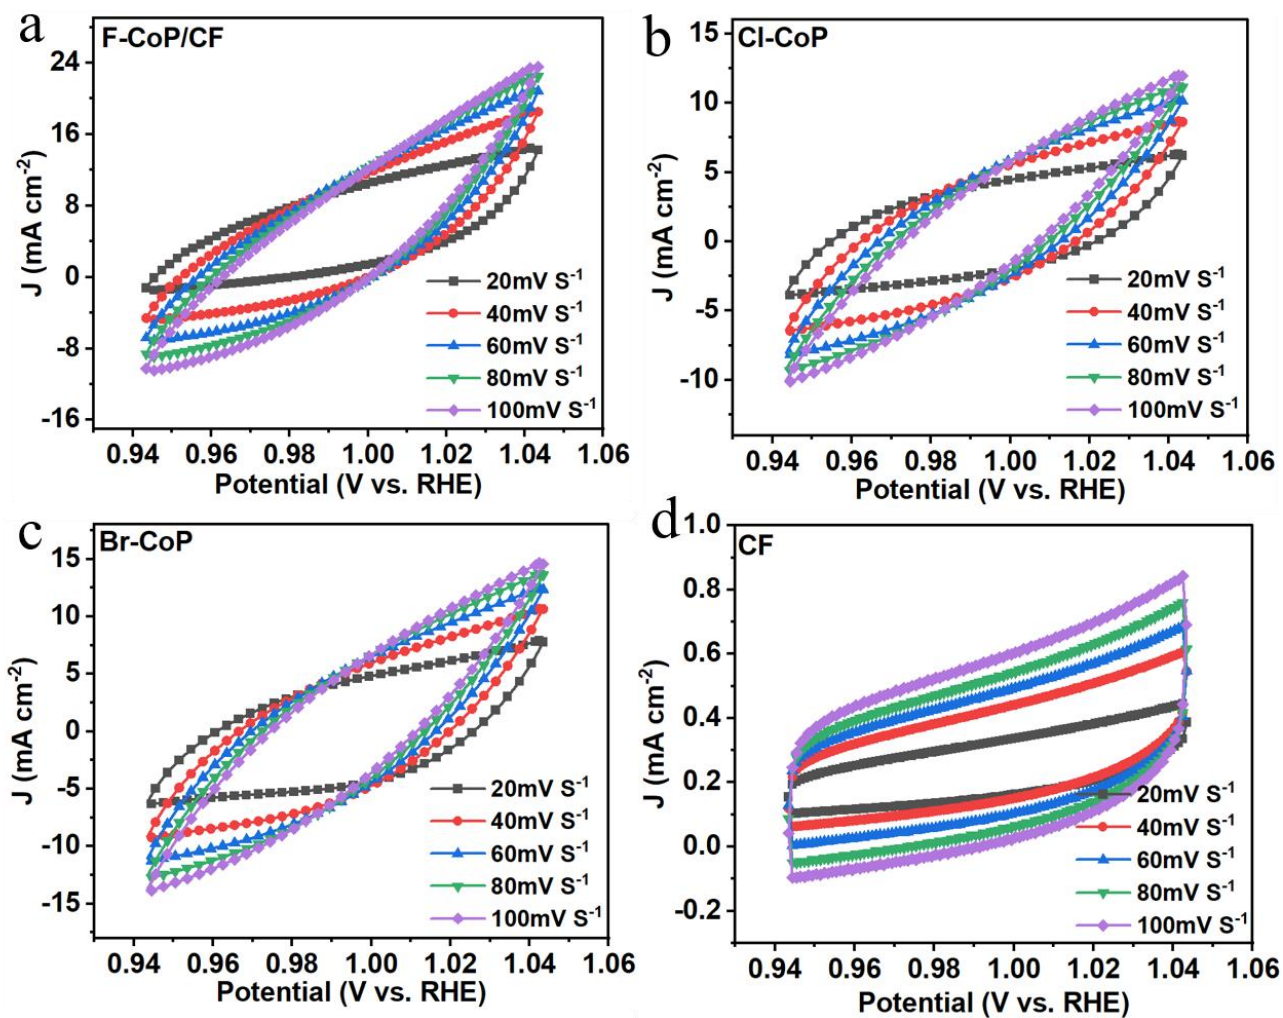 a
F-CoP/CF
24
16
8
0
-8
-16
J (mA cm-2)
20mV S-1
40mV S-1
60mV S-1
80mV S-1
100mV S-1
0.94 0.96 0.98 1.00 1.02 1.04 1.06
Potential (V vs. RHE)
b
Cl-CoP
15
10
5
0
-5
-10
J (mA cm-2)
20mV S-1
40mV S-1
60mV S-1
80mV S-1
100mV S-1
0.94 0.96 0.98 1.00 1.02 1.04 1.06
Potential (V vs. RHE)
c
Br-CoP
15
10
5
0
-5
-10
-15
J (mA cm-2)
20mV S-1
40mV S-1
60mV S-1
80mV S-1
100mV S-1
0.94 0.96 0.98 1.00 1.02 1.04 1.06
Potential (V vs. RHE)
d
CF
1.0
0.8
0.6
0.4
0.2
0.0
-0.2
J (mA cm-2)
20mV S-1
40mV S-1
60mV S-1
80mV S-1
100mV S-1
0.94 0.96 0.98 1.00 1.02 1.04 1.06
Potential (V vs. RHE)